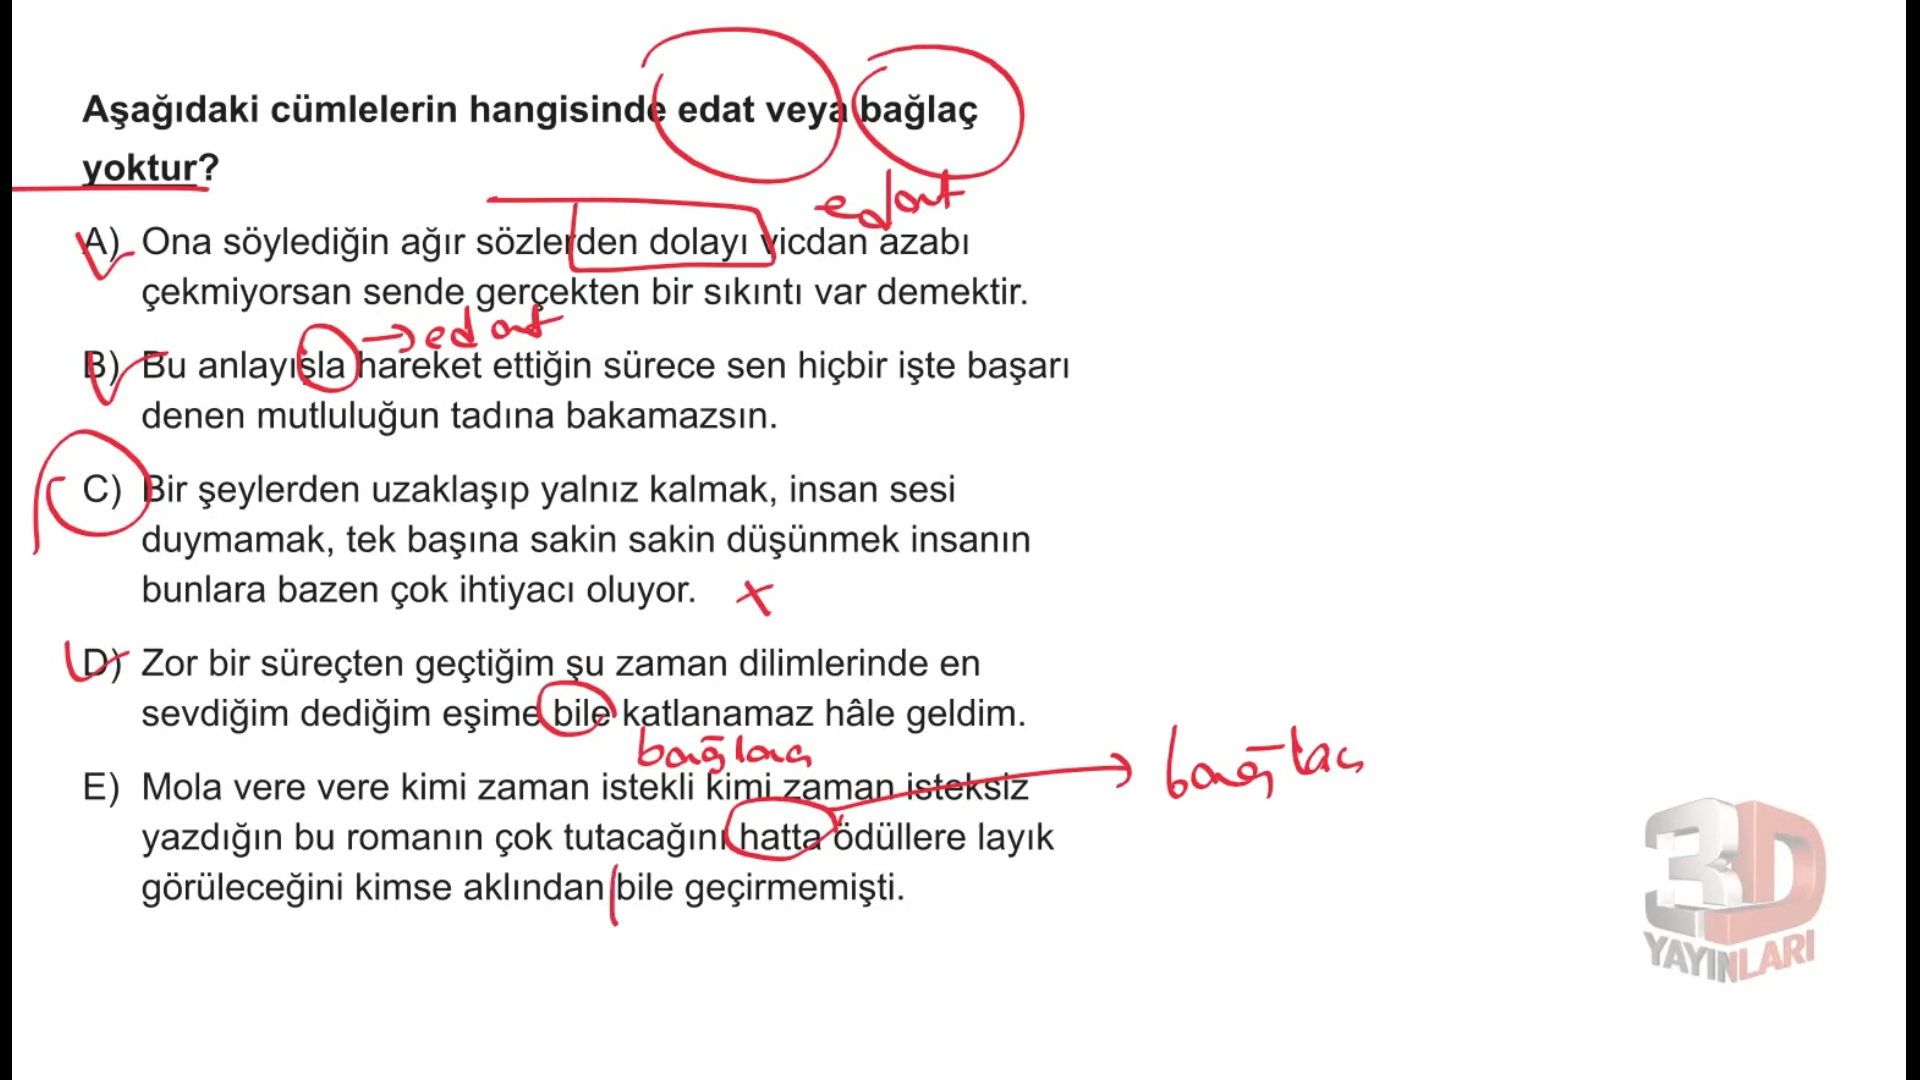 Aşağıdaki cümlelerin hangisinde edat veya bağlaç
yoktur?
edat
A) Ona söylediğin ağır sözlerden dolayı vicdan azabı
çekmiyorsan sende gerçekten bir sıkıntı var demektir.
→ edat
B) Bu anlayışla hareket ettiğin sürece sen hiçbir işte başarı
denen mutluluğun tadına bakamazsın.
C) Bir şeylerden uzaklaşıp yalnız kalmak, insan sesi
duymamak, tek başına sakin sakin düşünmek insanın
bunlara bazen çok ihtiyacı oluyor. x
D) Zor bir süreçten geçtiğim şu zaman dilimlerinde en
sevdiğim dediğim eşime bile katlanamaz hâle geldim.
bağlaç
E) Mola vere vere kimi zaman istekli kimi zaman isteksiz
→ bağlaç
yazdığın bu romanın çok tutacağını hatta ödüllere layık
görüleceğini kimse aklından bile geçirmemişti.
3D
YAYINLARI